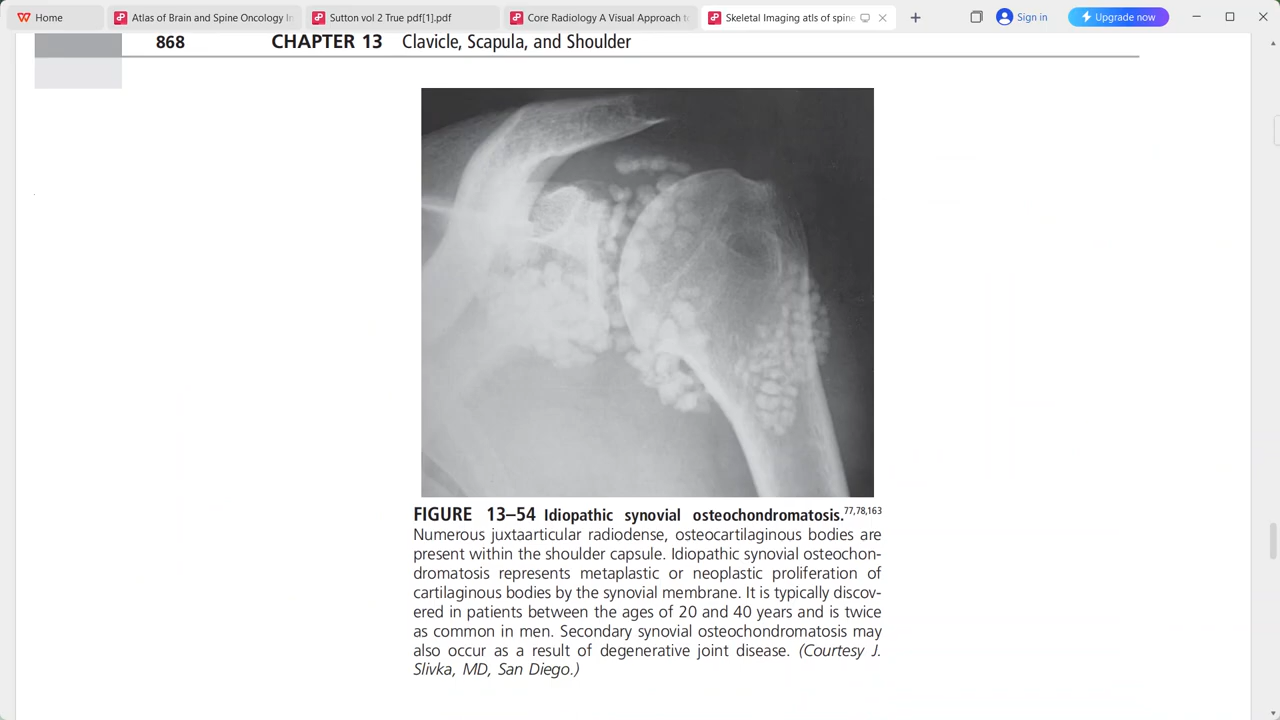 Home
Atlas of Brain and Spine Oncology I
Sutton vol 2 True pdf[1].pdf
Core Radiology A Visual Approach to
Skeletal Imaging atls of spine
Sign in
Upgrade now
868 CHAPTER 13 Clavicle, Scapula, and Shoulder
FIGURE 13–54 Idiopathic synovial osteochondromatosis.77,78,163
Numerous juxtaarticular radiodense, osteocartilaginous bodies are
present within the shoulder capsule. Idiopathic synovial osteochon-
dromatosis represents metaplastic or neoplastic proliferation of
cartilaginous bodies by the synovial membrane. It is typically discov-
ered in patients between the ages of 20 and 40 years and is twice
as common in men. Secondary synovial osteochondromatosis may
also occur as a result of degenerative joint disease. (Courtesy J.
Slivka, MD, San Diego.)